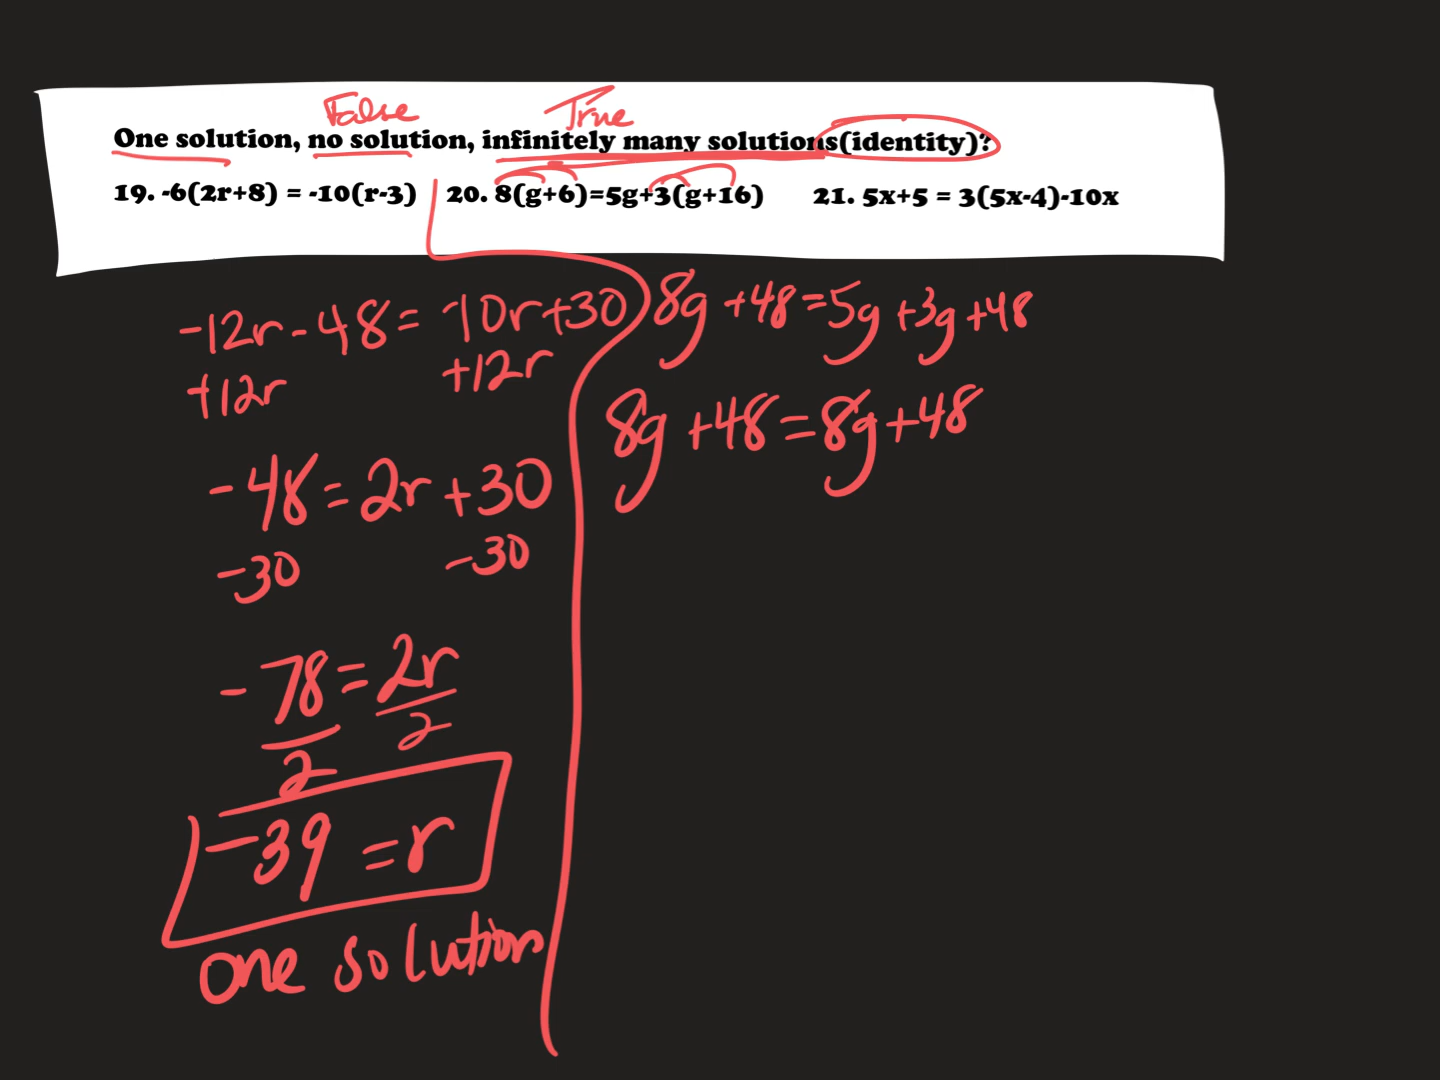 False True
One solution, no solution, infinitely many solutions(identity)?
19. -6(2r+8) = -10(r-3) 20. 8(g+6)=5g+3(g+16) 21. 5x+5 = 3(5x-4)-10x
-12r-48=-10r+30
+12r +12r
-48=2r+30
-30 -30
-78=2r
2 2
-39=r
one solution
8g+48=5g+3g+48
8g+48=8g+48